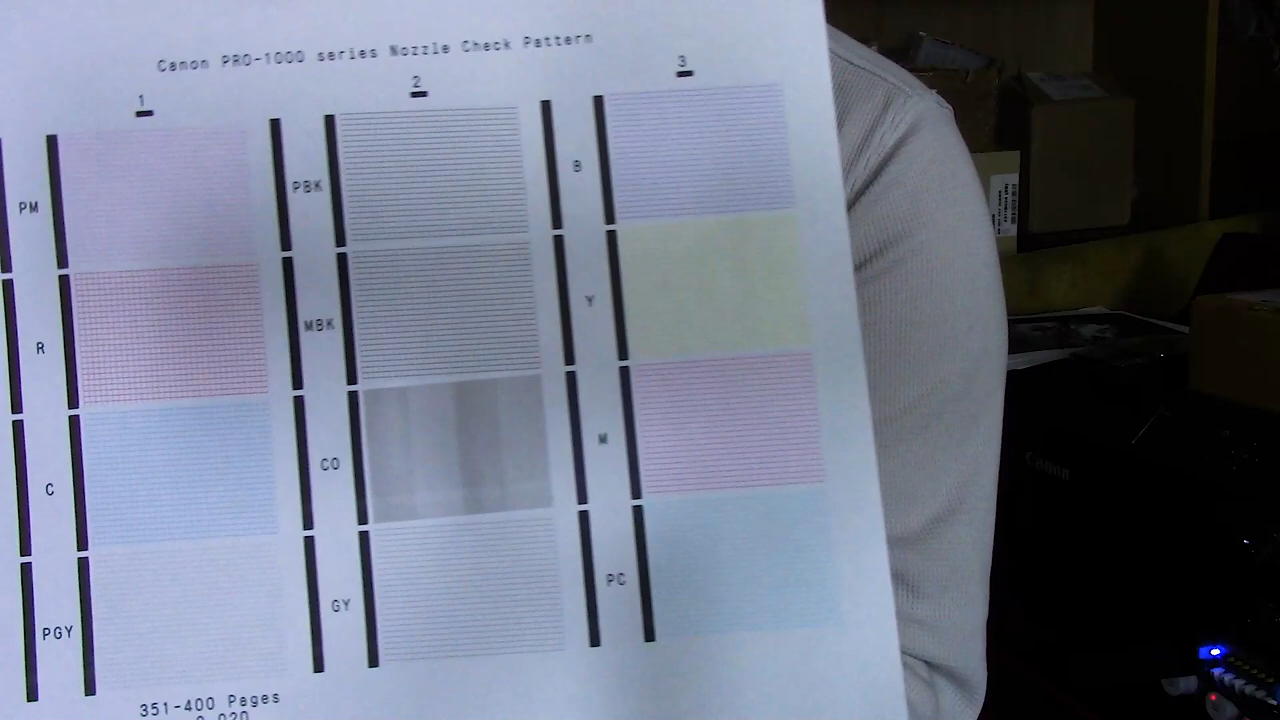 Canon PRO-1000 series Nozzle Check Pattern
1 2 3
PM PBK B
R MBK Y
C CO M
PGY GY PC
351-400 Pages
Canon